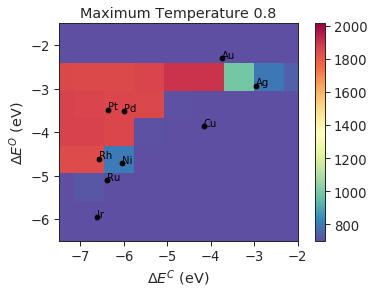 Maximum Temperature 0.8
−2
−3
−4
−5
−6
ΔE^O (eV)
Au
Ag
Pt
Pd
Cu
Rh
Ni
Ru
Ir
−7 −6 −5 −4 −3 −2
ΔE^C (eV)
2000
1800
1600
1400
1200
1000
800